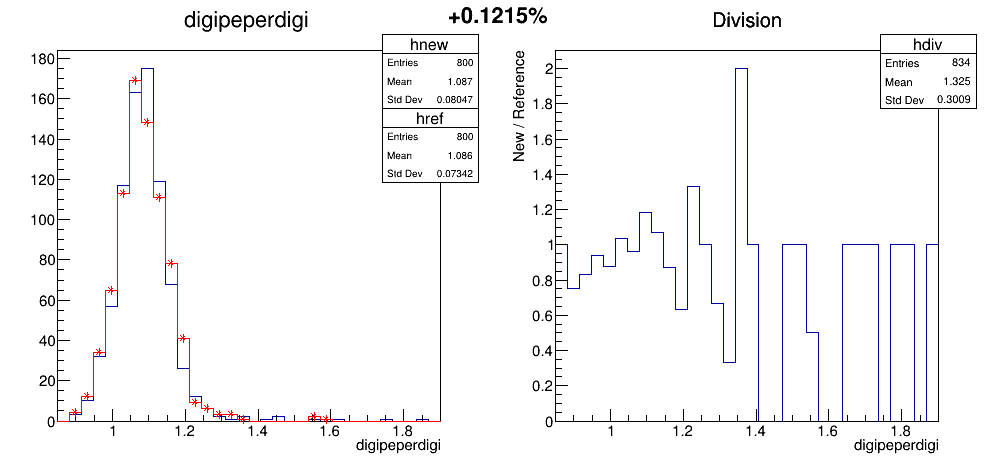 digipeperdigi
+0.1215%
Division
hnew
Entries 800
Mean 1.087
Std Dev 0.08047
href
Entries 800
Mean 1.086
Std Dev 0.07342
180
160
140
120
100
80
60
40
20
0
1 1.2 1.4 1.6 1.8
digipeperdigi
hdiv
Entries 834
Mean 1.325
Std Dev 0.3009
New / Reference
2
1.8
1.6
1.4
1.2
1
0.8
0.6
0.4
0.2
0
1 1.2 1.4 1.6 1.8
digipeperdigi